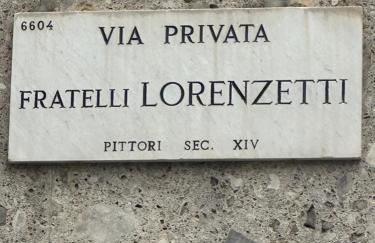 6604
VIA PRIVATA
FRATELLI LORENZETTI
PITTORI SEC. XIV